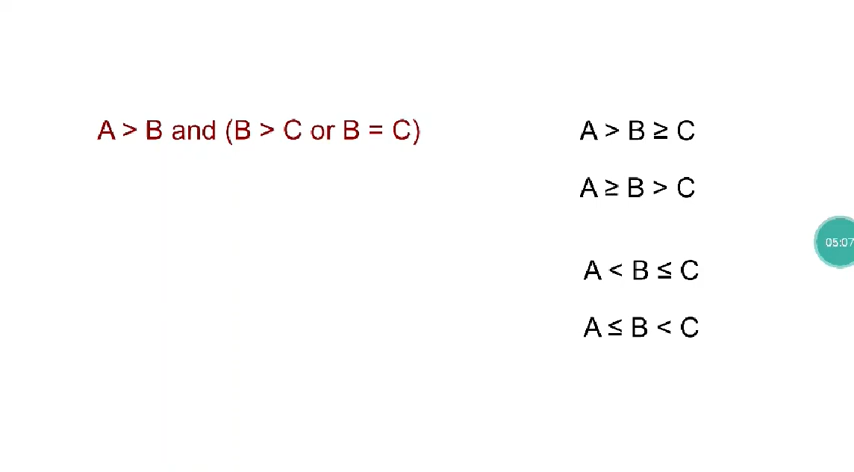 A > B and (B > C or B = C)
A > B ≥ C
A ≥ B > C
05:07
A < B ≤ C
A ≤ B < C